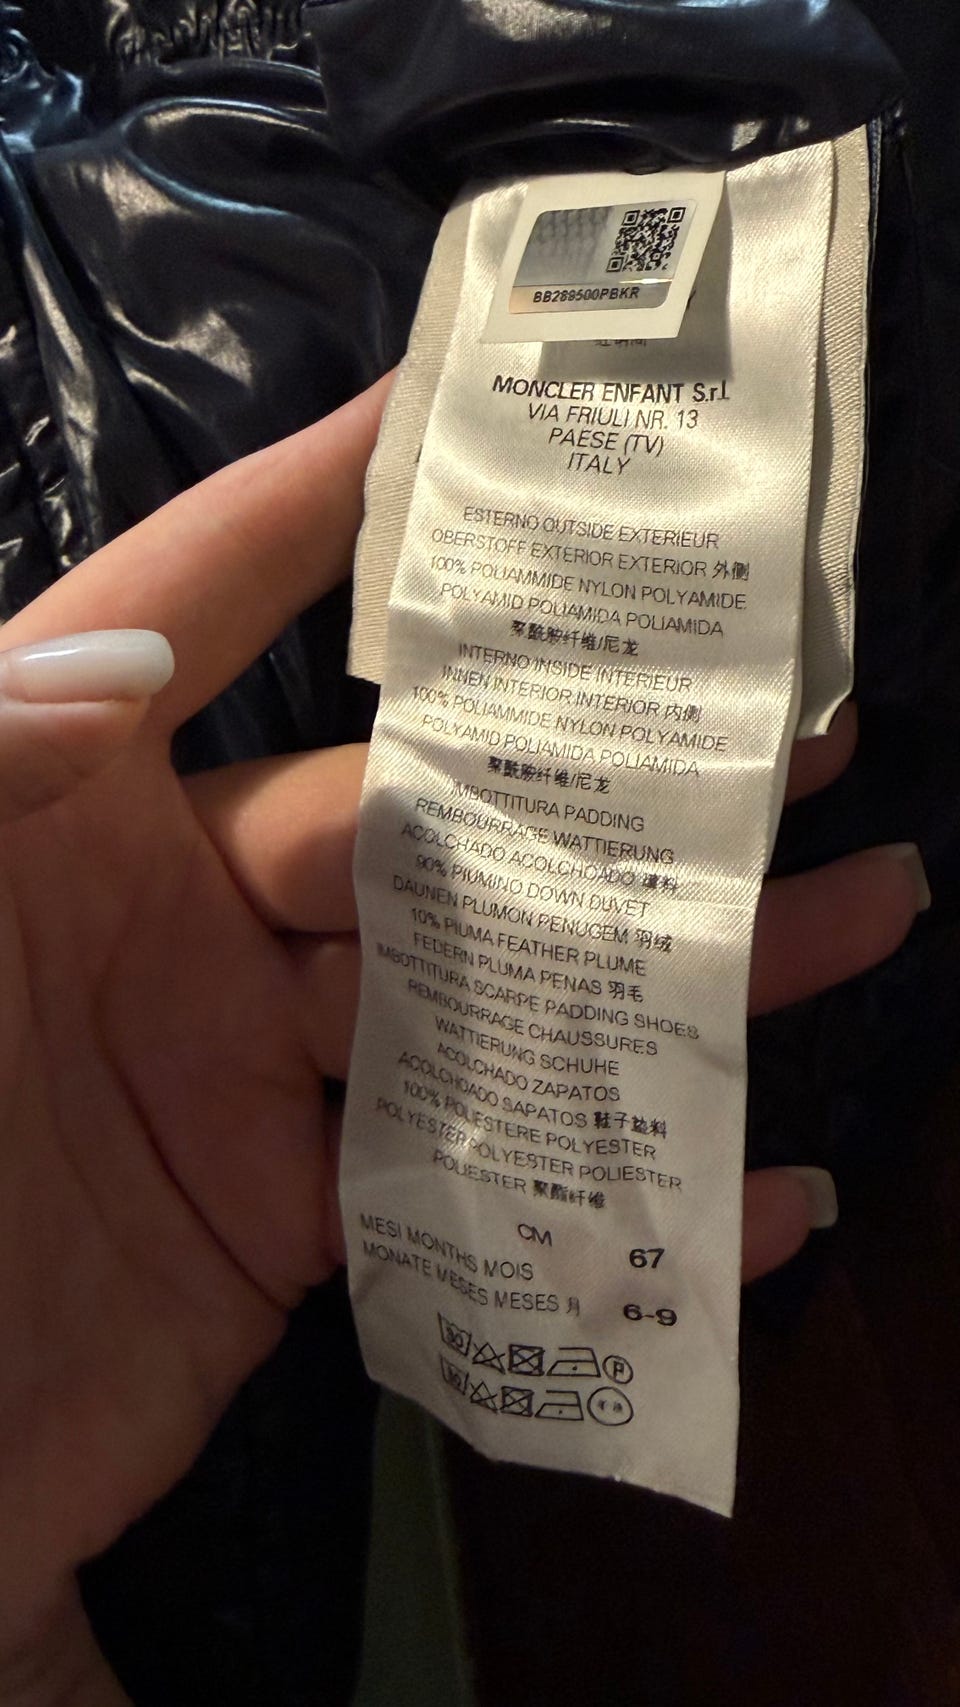 BB289500PBKR
MONCLER ENFANT S.r.l
VIA FRIULI NR. 13
PAESE (TV)
ITALY
ESTERNO OUTSIDE EXTERIEUR
OBERSTOFF EXTERIOR EXTERIOR 外侧
100% POLIAMMIDE NYLON POLYAMIDE
POLYAMID POLIAMIDA POLIAMIDA
聚酰胺纤维/尼龙
INTERNO INSIDE INTERIEUR
INNEN INTERIOR INTERIOR 内侧
100% POLIAMMIDE NYLON POLYAMIDE
POLYAMID POLIAMIDA POLIAMIDA
聚酰胺纤维/尼龙
IMBOTTITURA PADDING
REMBOURRAGE WATTIERUNG
ACOLCHADO ACOLCHOADO 填料
90% PIUMINO DOWN DUVET
DAUNEN PLUMON PENUGEM 羽绒
10% PIUMA FEATHER PLUME
FEDERN PLUMA PENAS 羽毛
IMBOTTITURA SCARPE PADDING SHOES
REMBOURRAGE CHAUSSURES
WATTIERUNG SCHUHE
ACOLCHADO ZAPATOS
ACOLCHOADO SAPATOS 鞋子垫料
100% POLIESTERE POLYESTER
POLYESTER POLYESTER POLIESTER
POLIESTER 聚酯纤维
CM 67
MESI MONTHS MOIS
MONATE MESES MESES 月 6-9
30
P
30